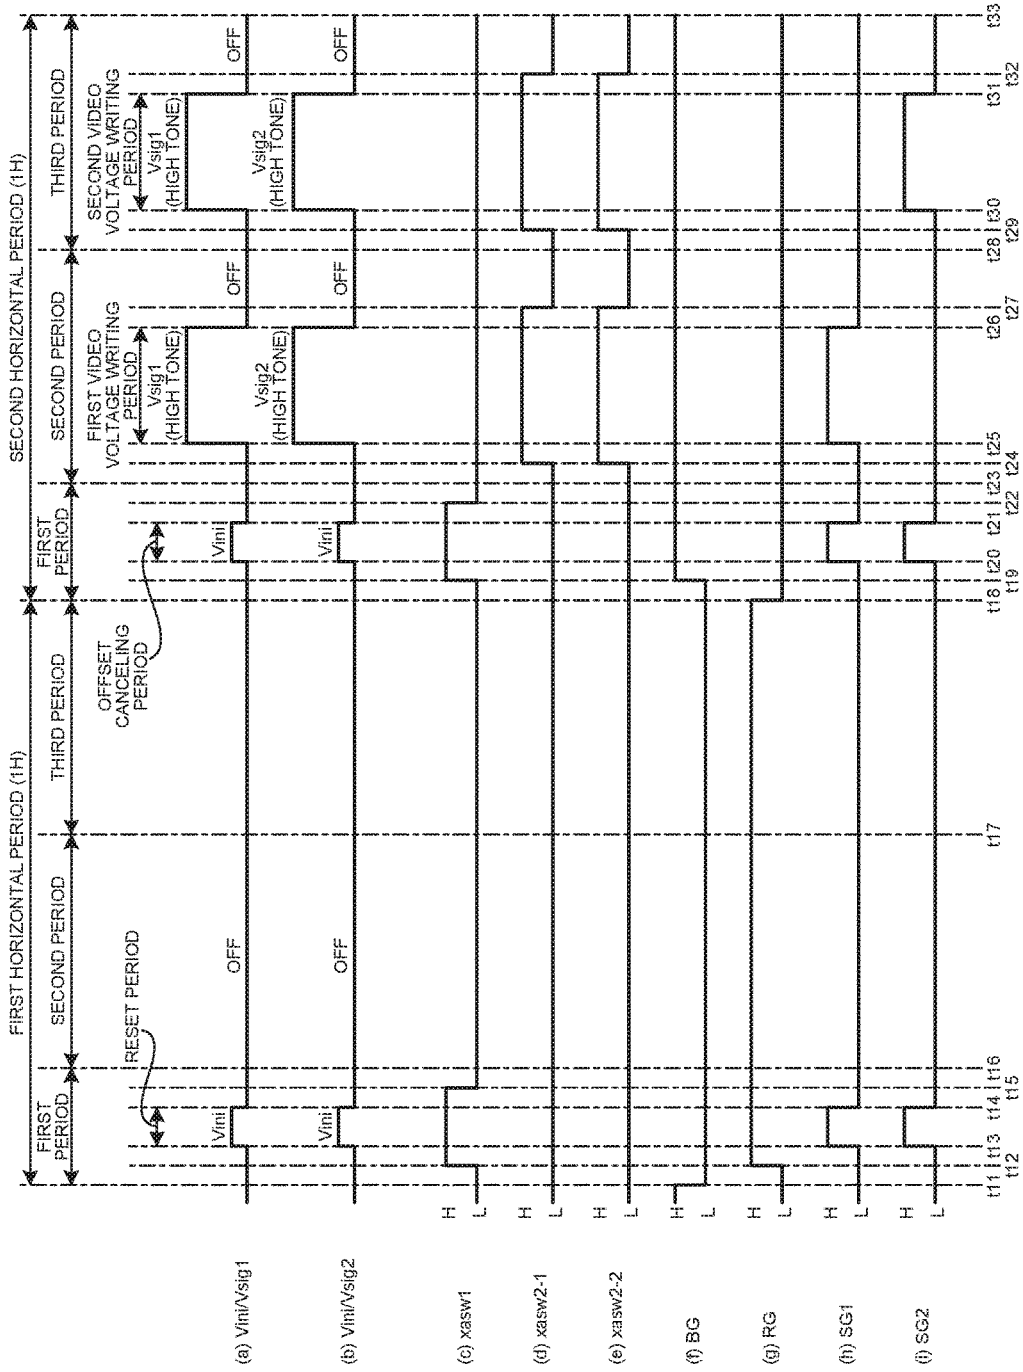 FIRST HORIZONTAL PERIOD (1H)
SECOND HORIZONTAL PERIOD (1H)
FIRST
PERIOD
SECOND PERIOD
THIRD PERIOD
FIRST
PERIOD
SECOND PERIOD
THIRD PERIOD
RESET PERIOD
OFFSET
CANCELING
PERIOD
FIRST VIDEO
VOLTAGE WRITING
PERIOD
SECOND VIDEO
VOLTAGE WRITING
PERIOD
(a) Vini/Vsig1
Vini
OFF
Vini
Vsig1
(HIGH TONE)
OFF
Vsig1
(HIGH TONE)
OFF
(b) Vini/Vsig2
Vini
OFF
Vini
Vsig2
(HIGH TONE)
OFF
Vsig2
(HIGH TONE)
OFF
(c) xasw1
H
L
(d) xasw2-1
H
L
(e) xasw2-2
H
L
(f) BG
H
L
(g) RG
H
L
(h) SG1
H
L
(i) SG2
H
L
t11
t12
t13
t14
t15
t16
t17
t18
t19
t20
t21
t22
t23
t24
t25
t26
t27
t28
t29
t30
t31
t32
t33